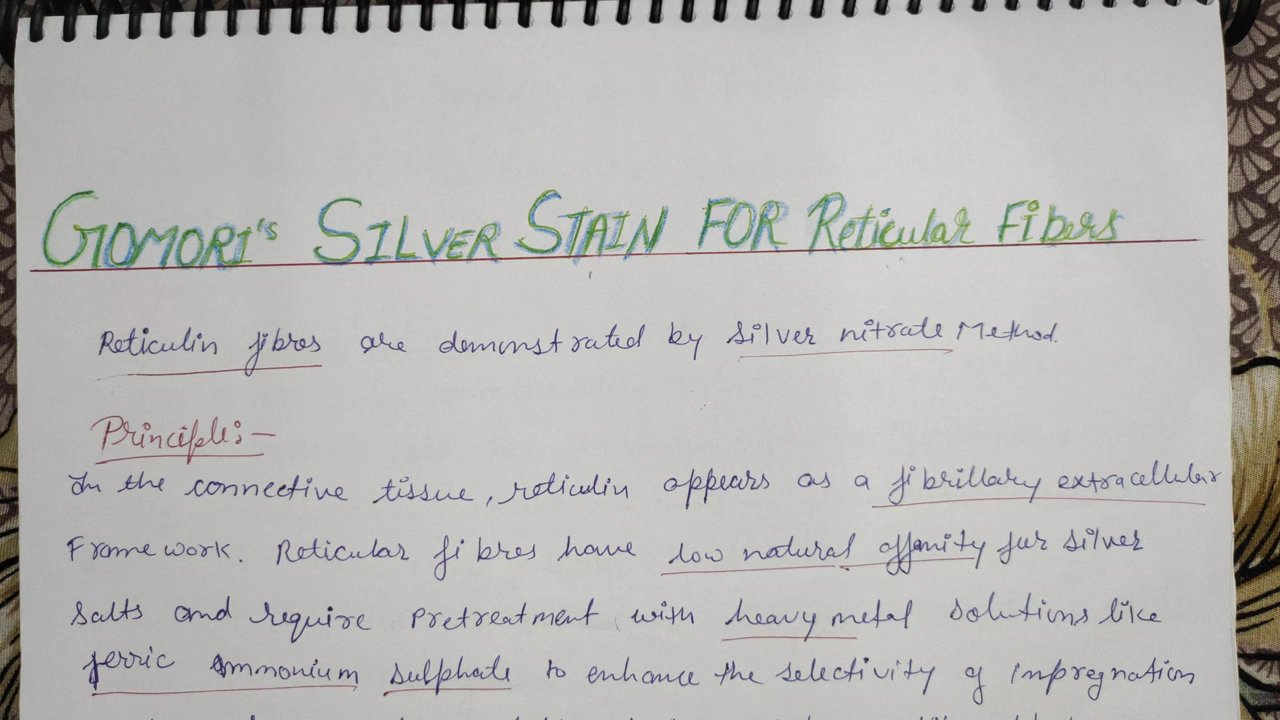 GOMORI's SILVER STAIN FOR Reticular Fibers
Reticulin fibres are demonstrated by silver nitrate Method.
Principle:-
In the connective tissue, reticulin appears as a fibrillary extracellular
Framework. Reticular fibres have low natural affinity for silver
salts and require pretreatment with heavy metal solutions like
ferric ammonium sulphate to enhance the selectivity of impregnation